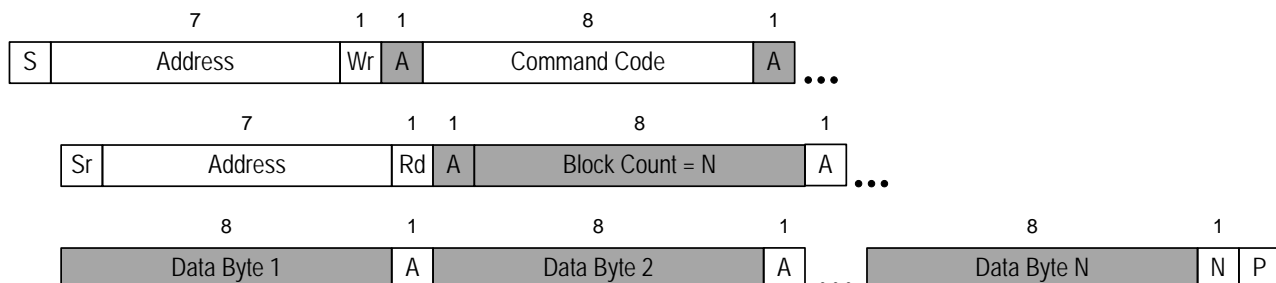 7 1 1 8 1
S Address Wr A Command Code A ...
7 1 1 8 1
Sr Address Rd A Block Count = N A ...
8 1 8 1 8 1
Data Byte 1 A Data Byte 2 A ... Data Byte N N P